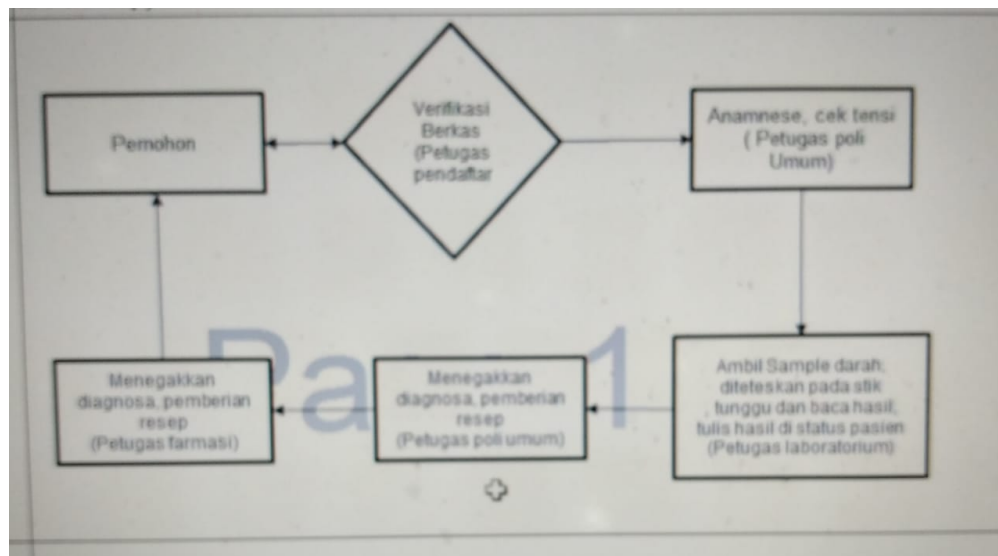 Pemohon
Verifikasi
Berkas
(Petugas
pendaftar
Anamnese, cek tensi
( Petugas poli
Umum)
Menegakkan
diagnosa, pemberian
resep
(Petugas farmasi)
Menegakkan
diagnosa, pemberian
resep
(Petugas poli umum)
Ambil Sample darah;
diteteskan pada stik
, tunggu dan baca hasil;
tulis hasil di status pasien
(Petugas laboratorium)
1